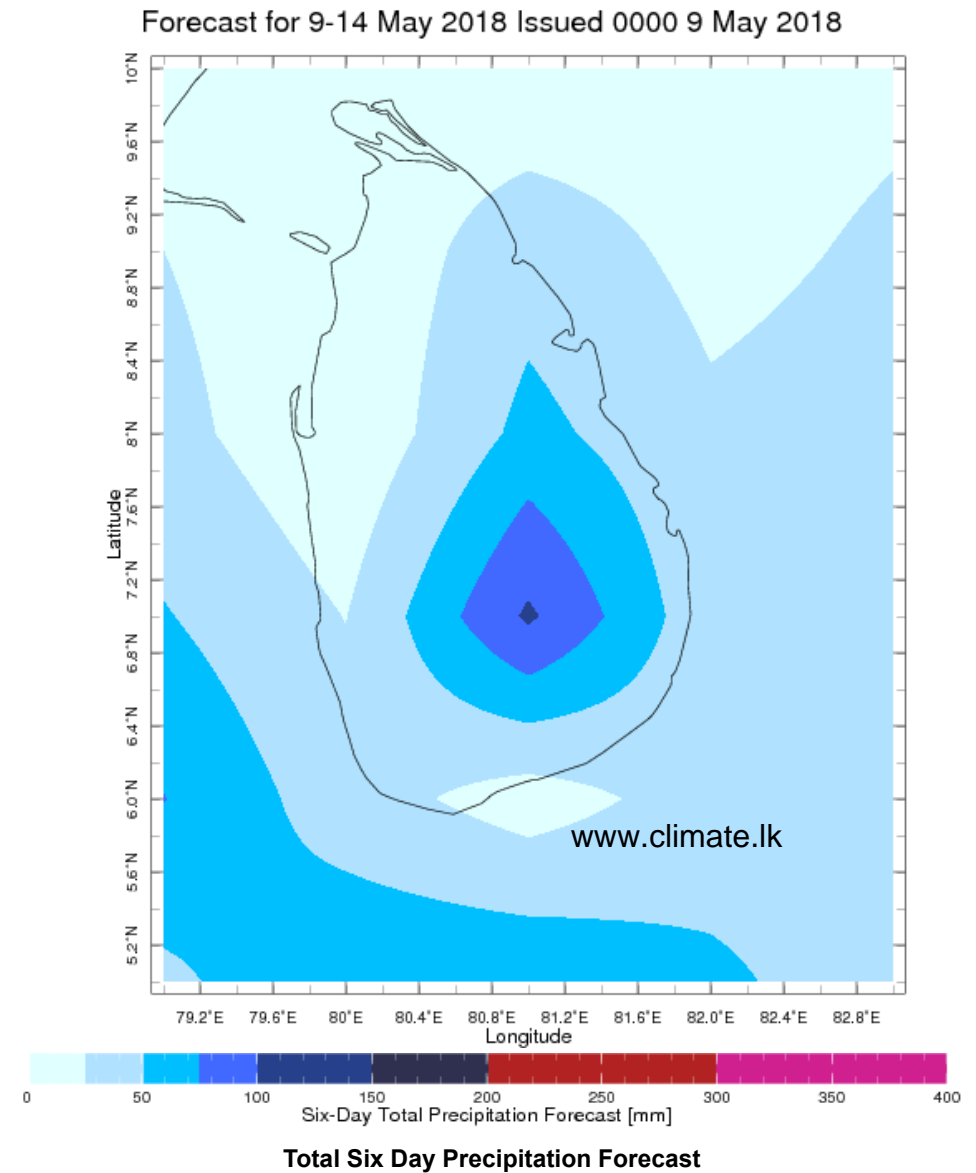 Forecast for 9-14 May 2018 Issued 0000 9 May 2018
10°N
9.6°N
9.2°N
8.8°N
8.4°N
8°N
7.6°N
7.2°N
6.8°N
6.4°N
6.0°N
5.6°N
5.2°N
Latitude
www.climate.lk
79.2°E 79.6°E 80°E 80.4°E 80.8°E 81.2°E 81.6°E 82.0°E 82.4°E 82.8°E
Longitude
0 50 100 150 200 250 300 350 400
Six-Day Total Precipitation Forecast [mm]
Total Six Day Precipitation Forecast